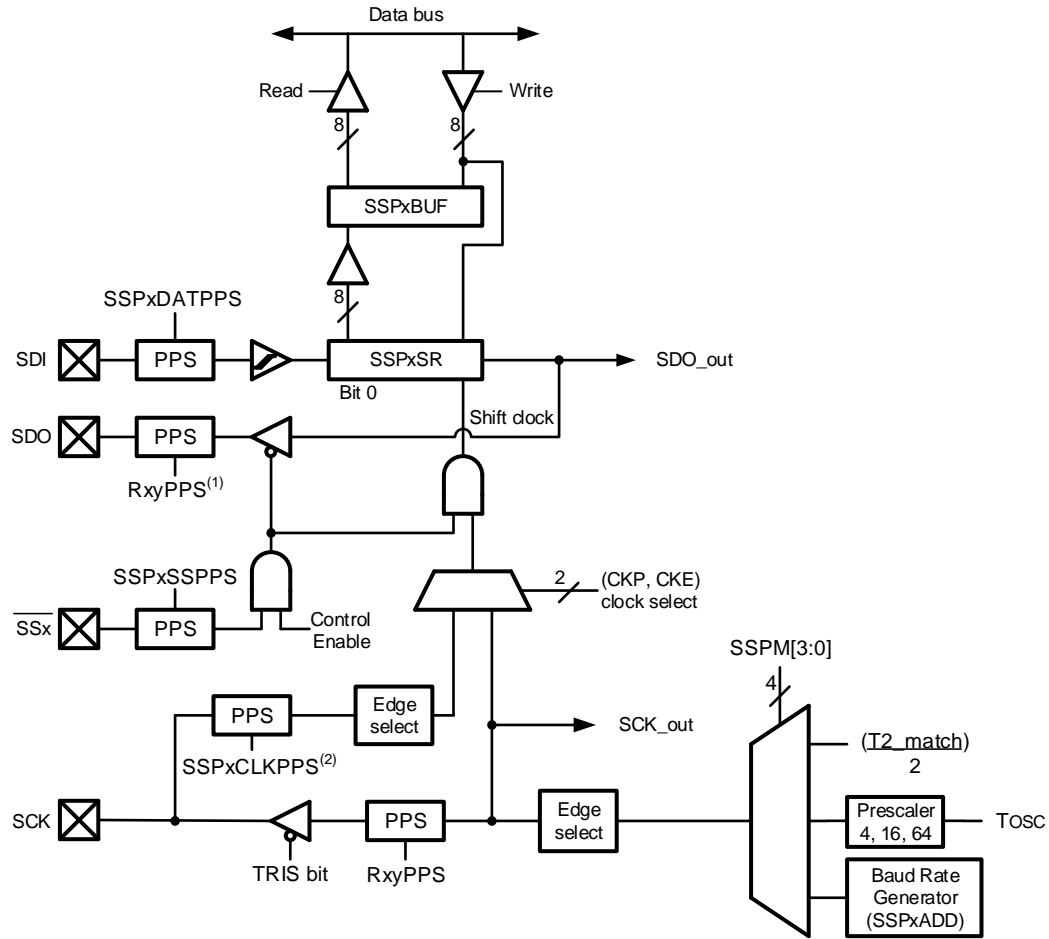 Data bus
Read
Write
8
8
SSPxBUF
8
SSPxDATPPS
SDI
PPS
SSPxSR
SDO_out
Bit 0
Shift clock
SDO
PPS
RxyPPS(1)
SSPxSSPPS
2
(CKP, CKE)
clock select
SSx
PPS
Control
Enable
SSPM[3:0]
4
PPS
Edge
select
SCK_out
(T2_match)
2
SSPxCLKPPS(2)
SCK
PPS
Edge
select
Prescaler
4, 16, 64
TOSC
TRIS bit
RxyPPS
Baud Rate
Generator
(SSPxADD)